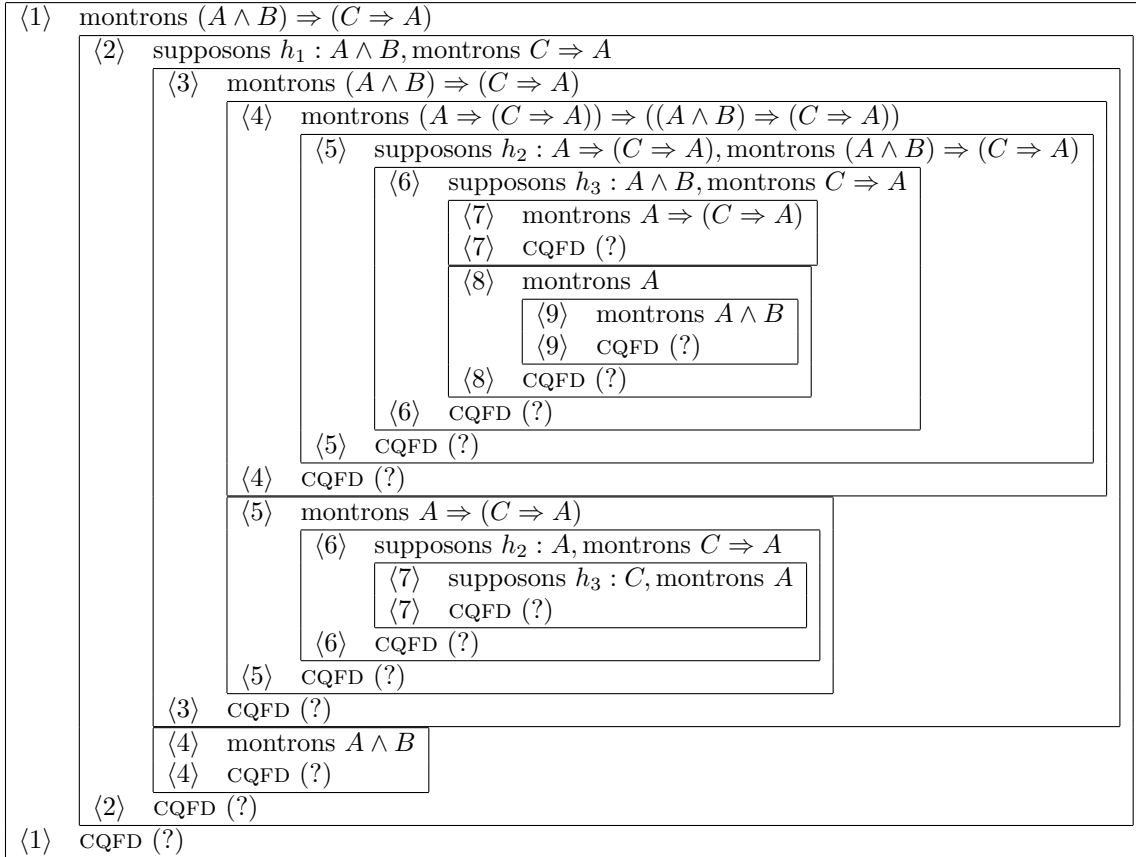 ⟨1⟩ montrons (A ∧ B) ⇒ (C ⇒ A)
⟨2⟩ supposons h₁ : A ∧ B, montrons C ⇒ A
⟨3⟩ montrons (A ∧ B) ⇒ (C ⇒ A)
⟨4⟩ montrons (A ⇒ (C ⇒ A)) ⇒ ((A ∧ B) ⇒ (C ⇒ A))
⟨5⟩ supposons h₂ : A ⇒ (C ⇒ A), montrons (A ∧ B) ⇒ (C ⇒ A)
⟨6⟩ supposons h₃ : A ∧ B, montrons C ⇒ A
⟨7⟩ montrons A ⇒ (C ⇒ A)
⟨7⟩ CQFD (?)
⟨8⟩ montrons A
⟨9⟩ montrons A ∧ B
⟨9⟩ CQFD (?)
⟨8⟩ CQFD (?)
⟨6⟩ CQFD (?)
⟨5⟩ CQFD (?)
⟨4⟩ CQFD (?)
⟨5⟩ montrons A ⇒ (C ⇒ A)
⟨6⟩ supposons h₂ : A, montrons C ⇒ A
⟨7⟩ supposons h₃ : C, montrons A
⟨7⟩ CQFD (?)
⟨6⟩ CQFD (?)
⟨5⟩ CQFD (?)
⟨3⟩ CQFD (?)
⟨4⟩ montrons A ∧ B
⟨4⟩ CQFD (?)
⟨2⟩ CQFD (?)
⟨1⟩ CQFD (?)